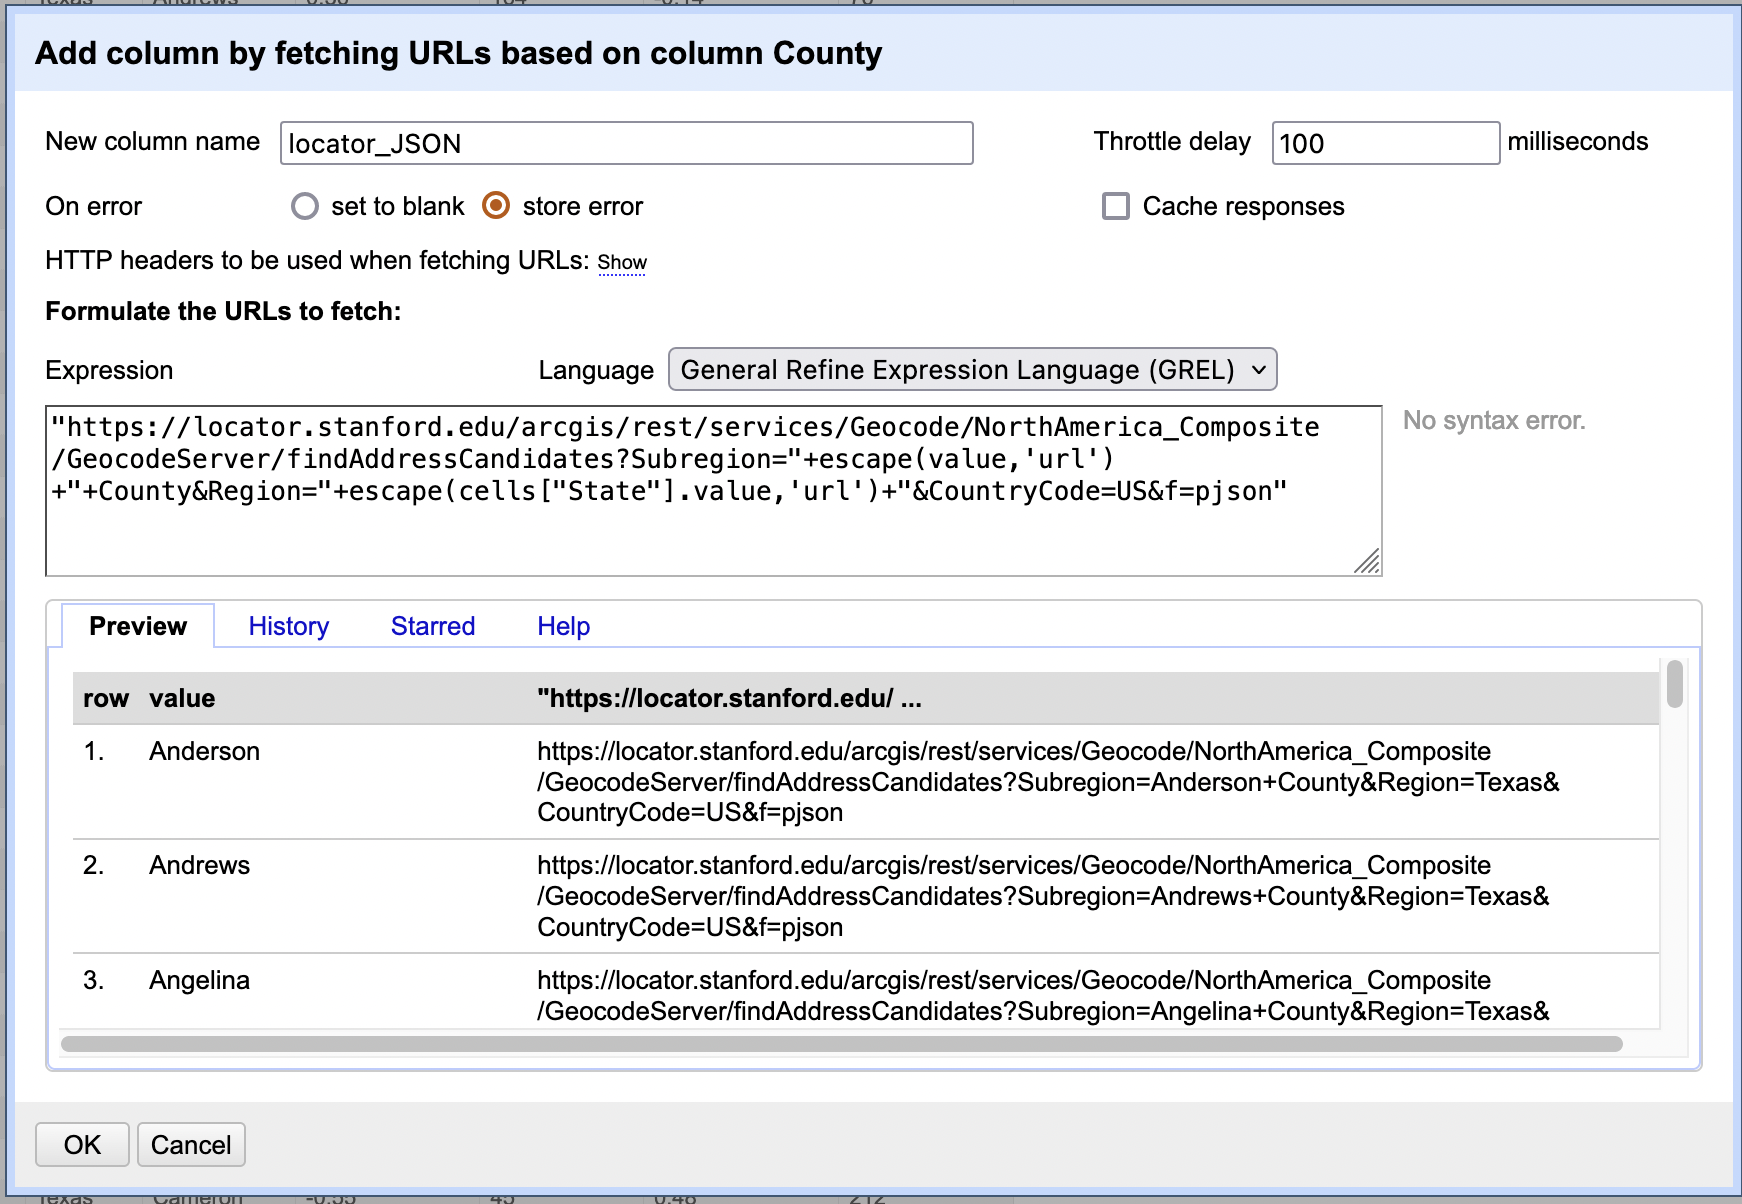 Add column by fetching URLs based on column County
New column name locator_JSON Throttle delay 100 milliseconds
On error set to blank store error Cache responses
HTTP headers to be used when fetching URLs: Show
Formulate the URLs to fetch:
Expression Language General Refine Expression Language (GREL)
"https://locator.stanford.edu/arcgis/rest/services/Geocode/NorthAmerica_Composite
/GeocodeServer/findAddressCandidates?Subregion="+escape(value,'url')
+"+County&Region="+escape(cells["State"].value,'url')+"&CountryCode=US&f=pjson"
No syntax error.
Preview History Starred Help
row value "https://locator.stanford.edu/ ...
1. Anderson https://locator.stanford.edu/arcgis/rest/services/Geocode/NorthAmerica_Composite
/GeocodeServer/findAddressCandidates?Subregion=Anderson+County&Region=Texas&
CountryCode=US&f=pjson
2. Andrews https://locator.stanford.edu/arcgis/rest/services/Geocode/NorthAmerica_Composite
/GeocodeServer/findAddressCandidates?Subregion=Andrews+County&Region=Texas&
CountryCode=US&f=pjson
3. Angelina https://locator.stanford.edu/arcgis/rest/services/Geocode/NorthAmerica_Composite
/GeocodeServer/findAddressCandidates?Subregion=Angelina+County&Region=Texas&
OK Cancel